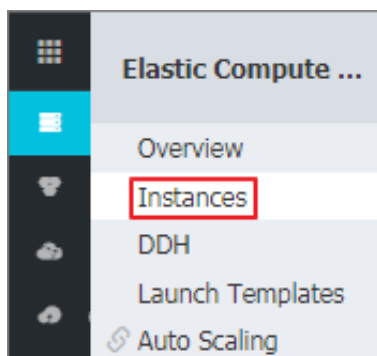 Elastic Compute ...
Overview
Instances
DDH
Launch Templates
Auto Scaling